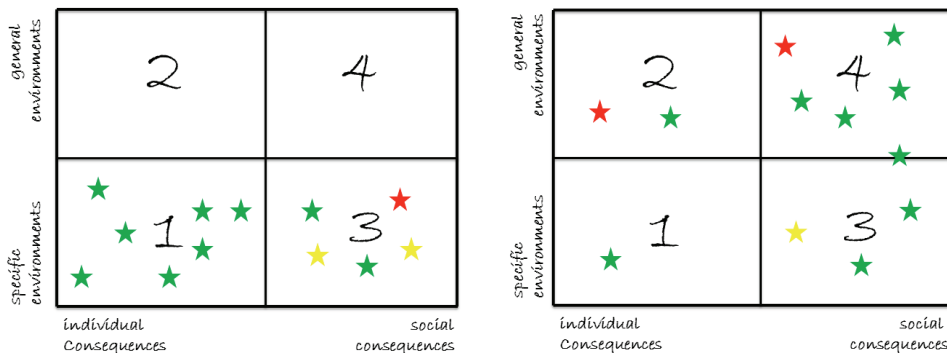 general
environments
2
4
1
3
specific
environments
individual
Consequences
social
consequences
general
environments
2
4
1
3
specific
environments
individual
Consequences
social
consequences